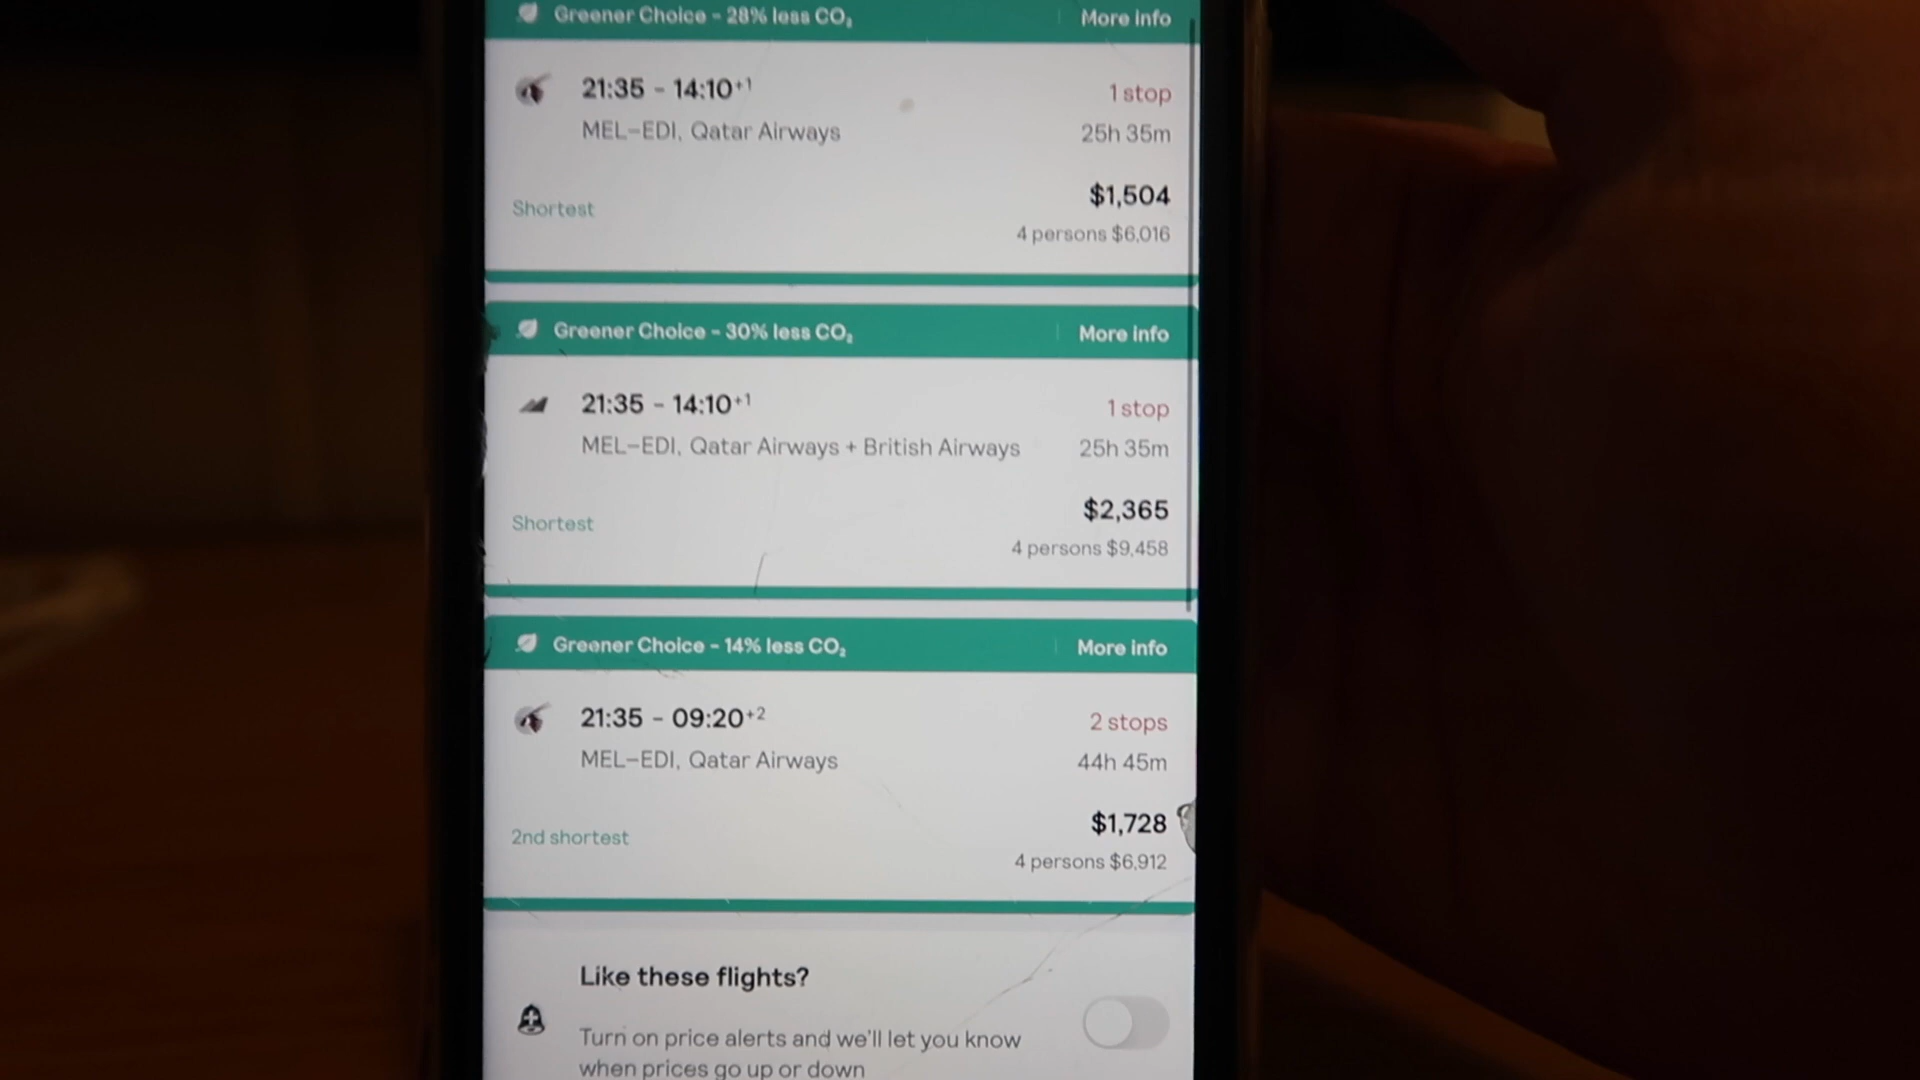 Greener Choice - 28% less CO₂ More info
21:35 - 14:10+1 1 stop
MEL-EDI, Qatar Airways 25h 35m
$1,504
Shortest
4 persons $6,016
Greener Choice - 30% less CO₂ More info
21:35 - 14:10+1 1 stop
MEL-EDI, Qatar Airways + British Airways 25h 35m
$2,365
Shortest
4 persons $9,458
Greener Choice - 14% less CO₂ More info
21:35 - 09:20+2 2 stops
MEL-EDI, Qatar Airways 44h 45m
$1,728
2nd shortest
4 persons $6,912
Like these flights?
Turn on price alerts and we'll let you know
when prices go up or down